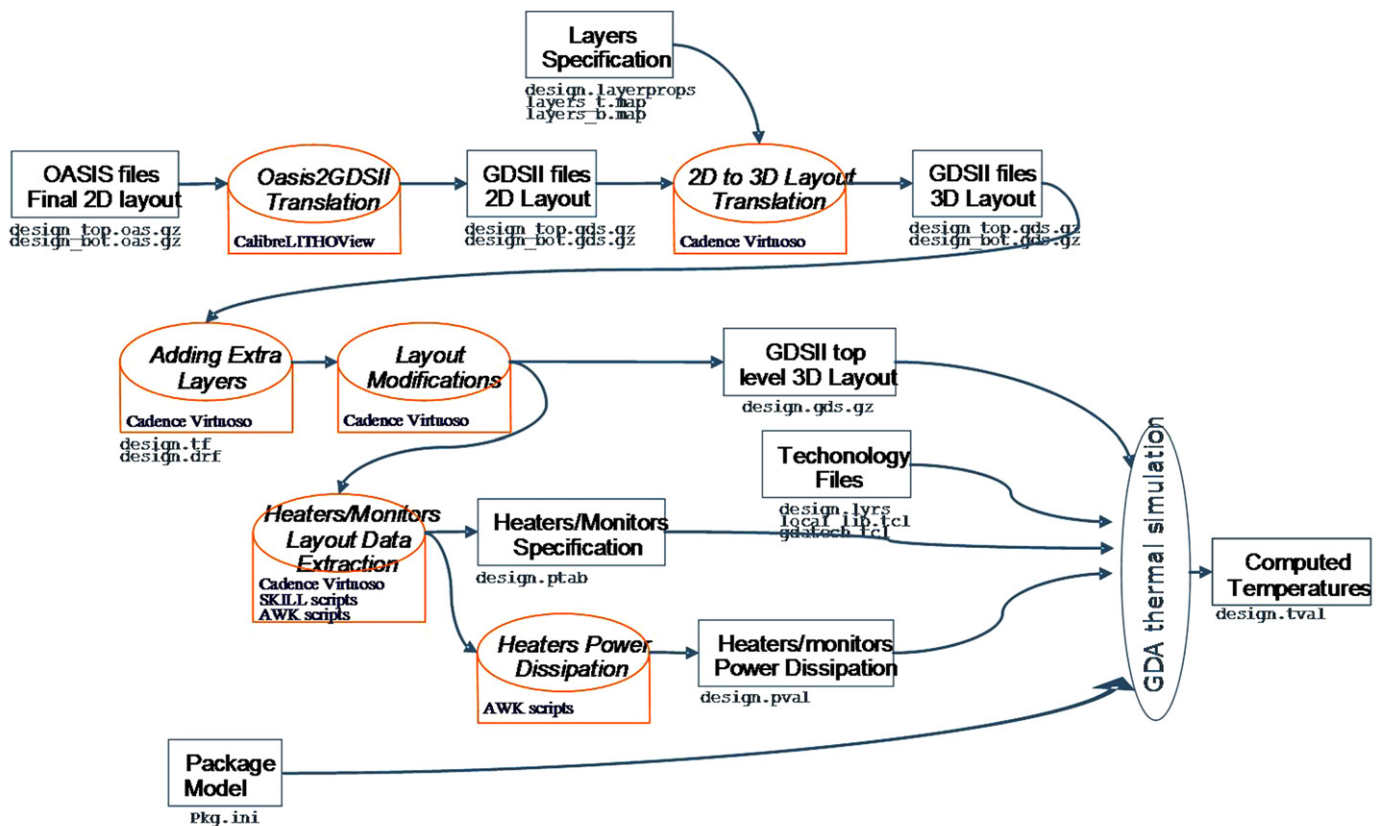 Layers
Specification
design.layerprops
layers_t.map
layers_b.map
OASIS files
Final 2D layout
design_top.oas.gz
design_bot.oas.gz
Oasis2GDSII
Translation
CalibreLITHOView
GDSII files
2D Layout
design_top.gds.gz
design_bot.gds.gz
2D to 3D Layout
Translation
Cadence Virtuoso
GDSII files
3D Layout
design_top.gds.gz
design_bot.gds.gz
Adding Extra
Layers
Cadence Virtuoso
design.tf
design.drf
Layout
Modifications
Cadence Virtuoso
GDSII top
level 3D Layout
design.gds.gz
Techonology
Files
design.lyrs
local_lib.tcl
gdatech.tcl
Heaters/Monitors
Layout Data
Extraction
Cadence Virtuoso
SKILL scripts
AWK scripts
Heaters/Monitors
Specification
design.ptab
Heaters Power
Dissipation
AWK scripts
Heaters/monitors
Power Dissipation
design.pval
GDA thermal simulation
Computed
Temperatures
design.tval
Package
Model
Pkg.ini